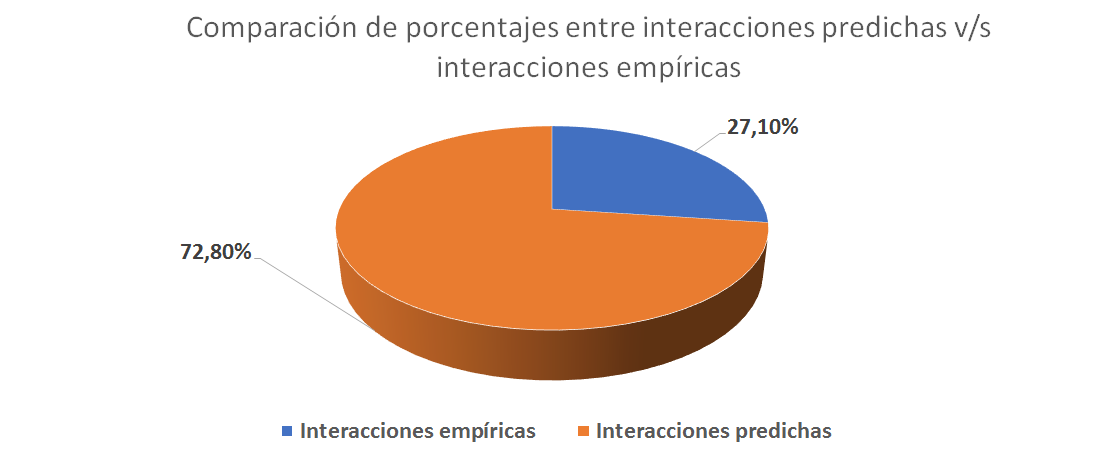 Comparación de porcentajes entre interacciones predichas v/s
interacciones empíricas
27,10%
72,80%
Interacciones empíricas
Interacciones predichas